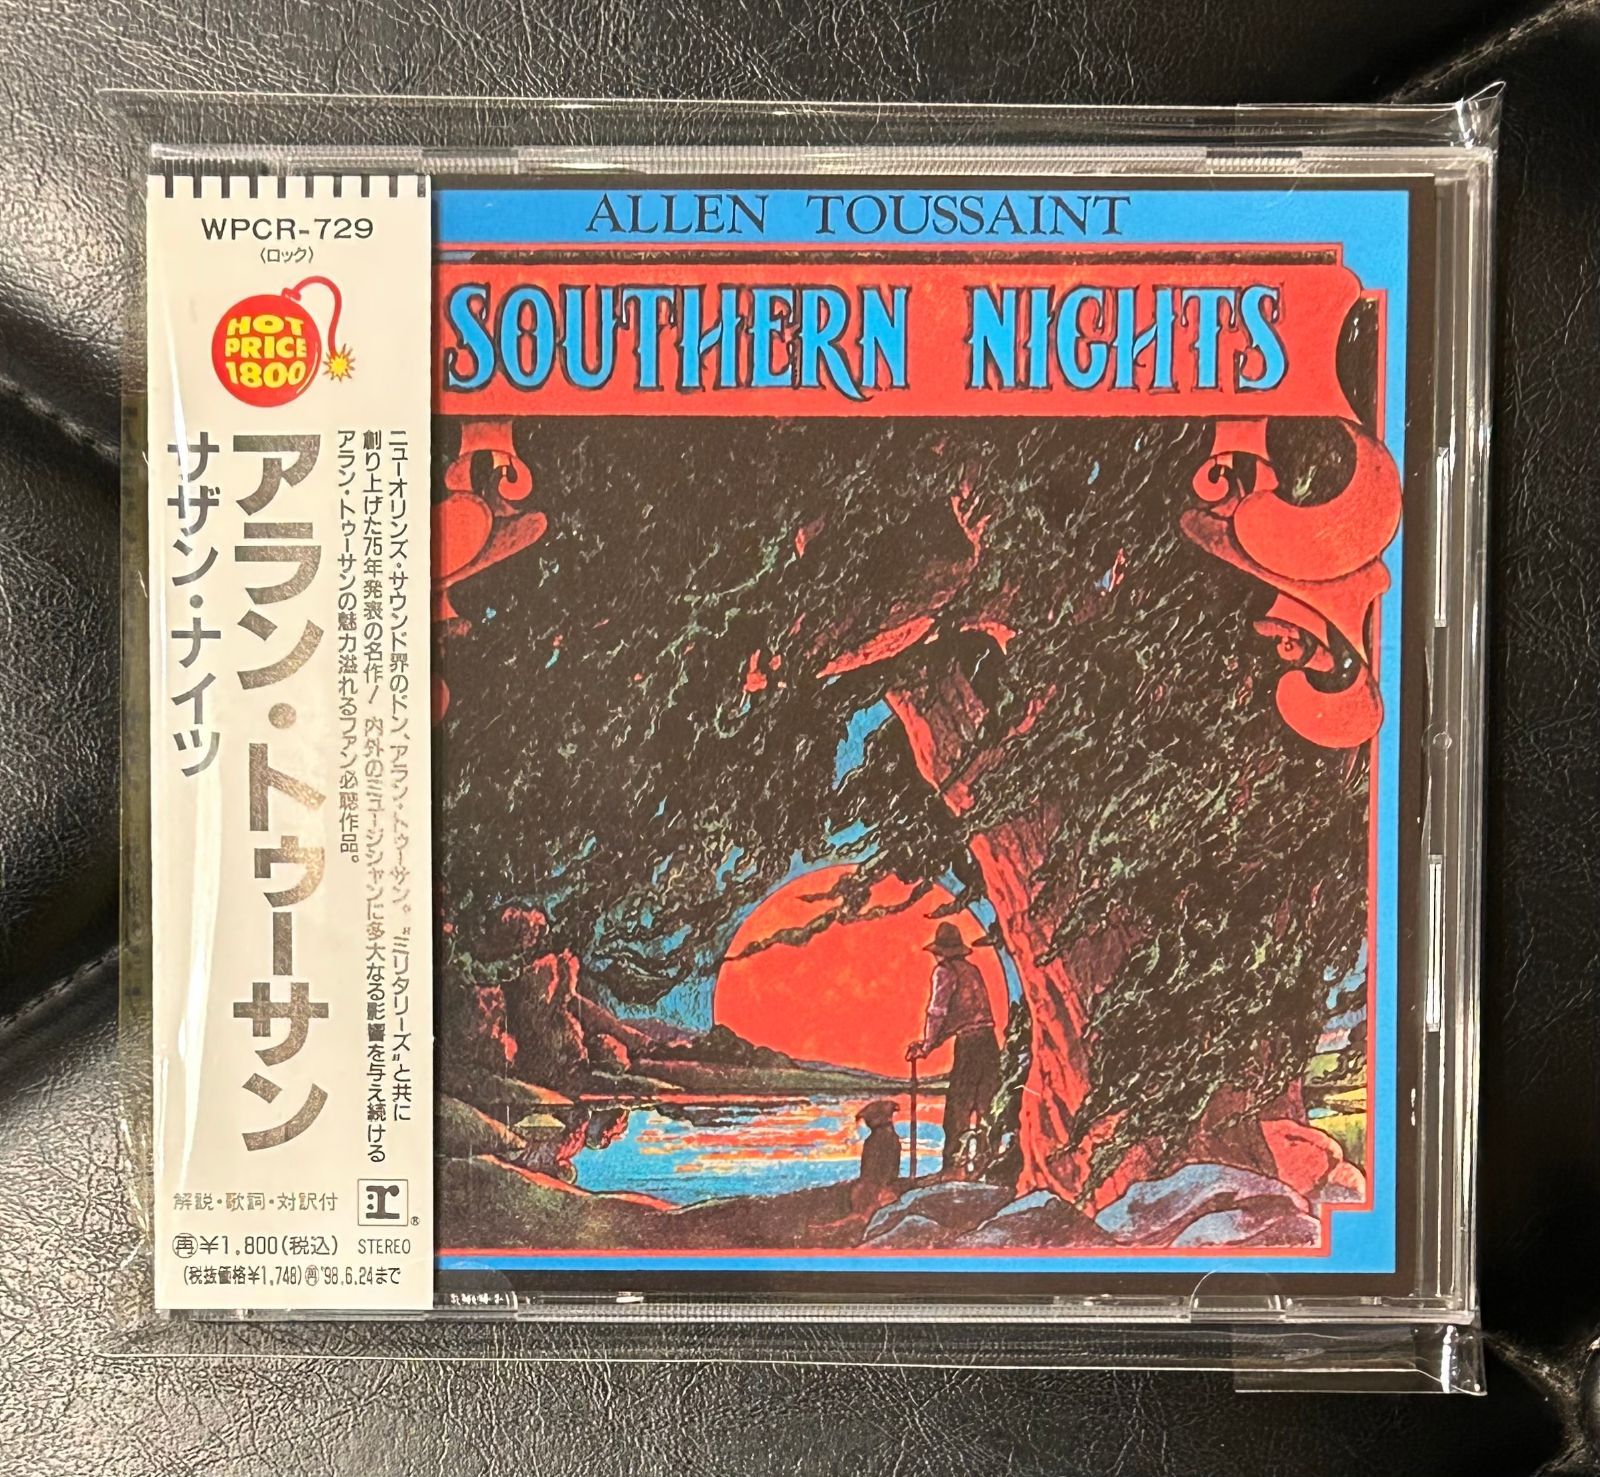 WPCR-729
〈ロック〉
HOT
PRICE
1800
アラン・トゥーサン
サザン・ナイツ
ニューオリンズ・サウンド界のドン、アラン・トゥーサン。〝ミリタリーズ〟と共に
創り上げた75年発表の名作！ 内外のミュージシャンに多大なる影響を与え続ける
アラン・トゥーサンの魅力溢れるファン必聴作品。
解説・歌詞・対訳付
r®
㊢¥1,800(税込) STEREO
(税抜価格¥1,748)㊢'98.6.24まで
ALLEN TOUSSAINT
SOUTHERN NIGHTS